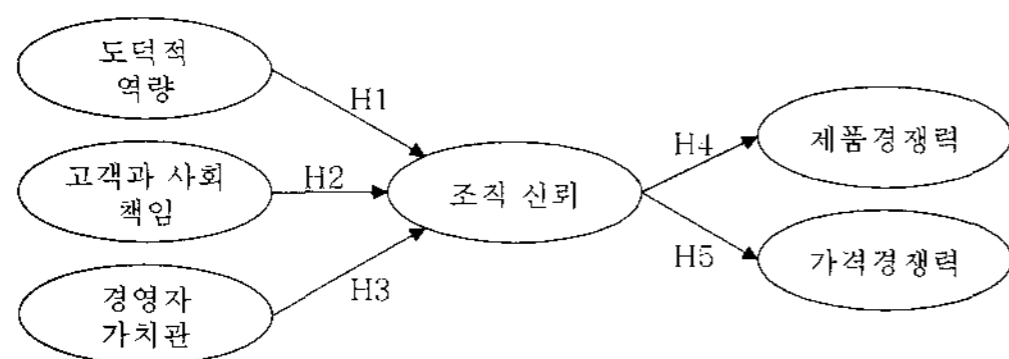 도덕적
역량
H1
고객과 사회
책임
H2
경영자
가치관
H3
조직 신뢰
H4
제품경쟁력
H5
가격경쟁력